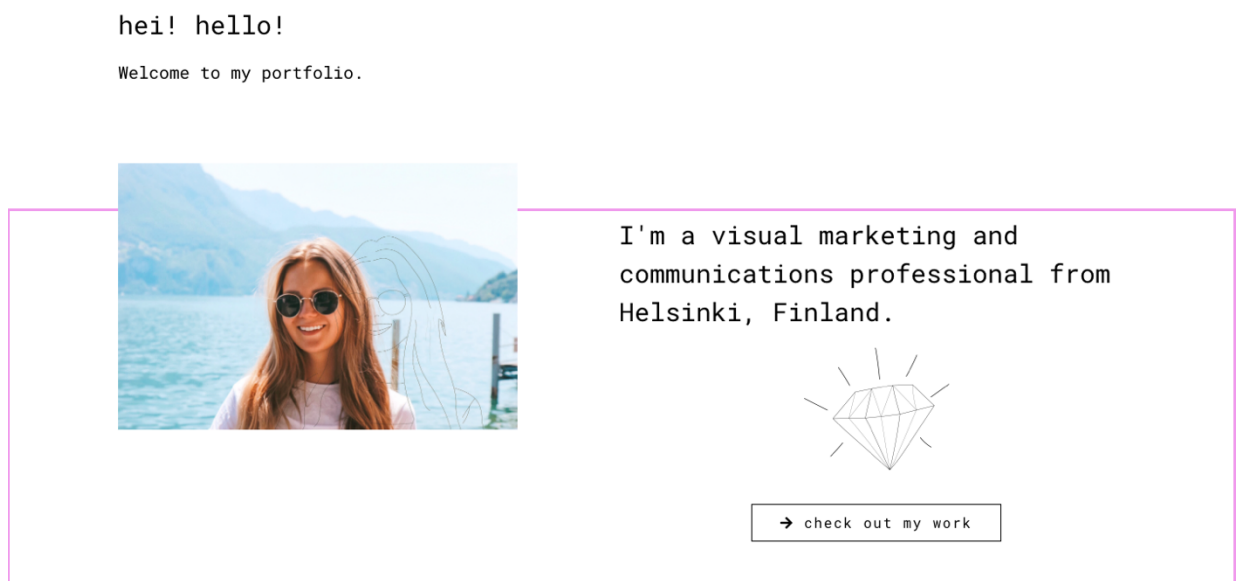 hei! hello!
Welcome to my portfolio.
I'm a visual marketing and
communications professional from
Helsinki, Finland.
→ check out my work